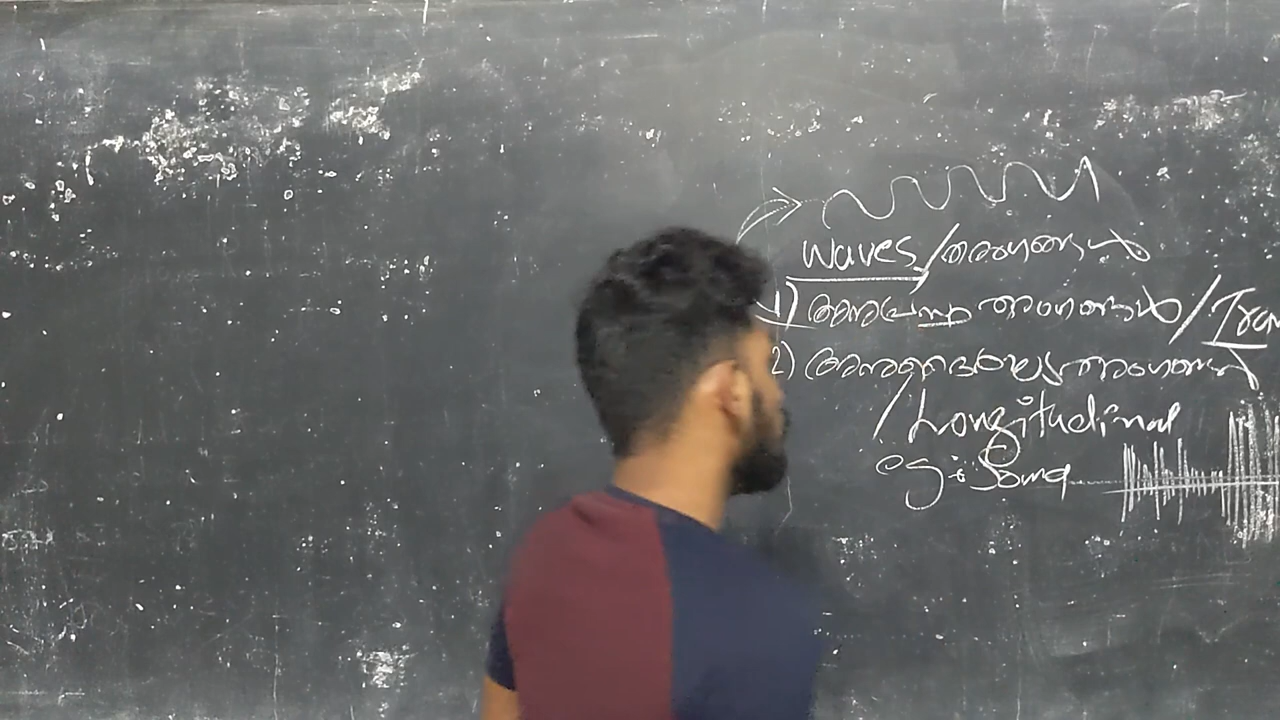 Waves/തരംഗങ്ങൾ
1) അനുപ്രസ്ഥ തരംഗങ്ങൾ / Tran
2) അനുദൈർഘ്യ തരംഗങ്ങൾ
/ Longitudinal
eg:- Sound